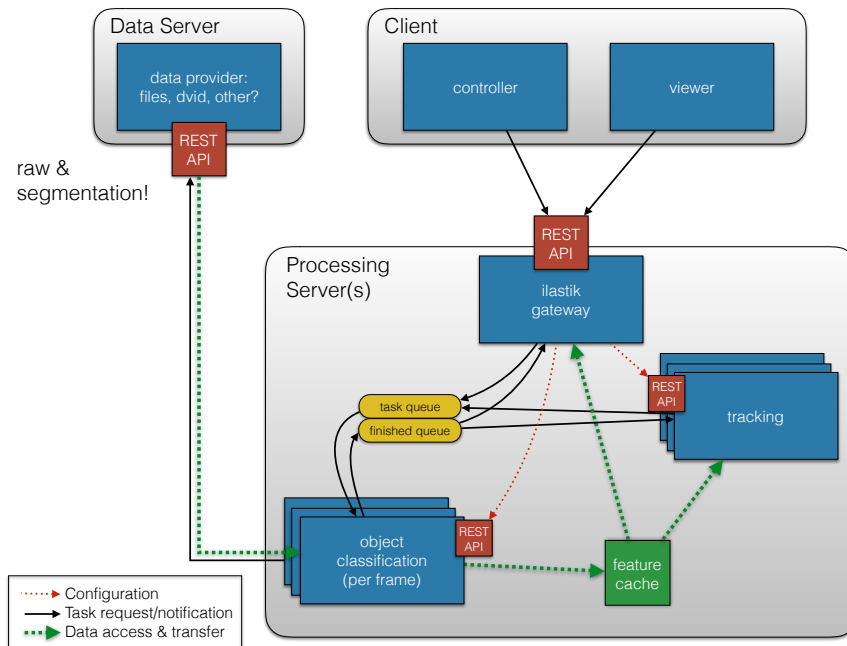 Data Server
data provider:
files, dvid, other?
REST
API
raw &
segmentation!
Client
controller
viewer
REST
API
Processing
Server(s)
ilastik
gateway
task queue
finished queue
REST
API
tracking
object
classification
(per frame)
REST
API
feature
cache
Configuration
Task request/notification
Data access & transfer